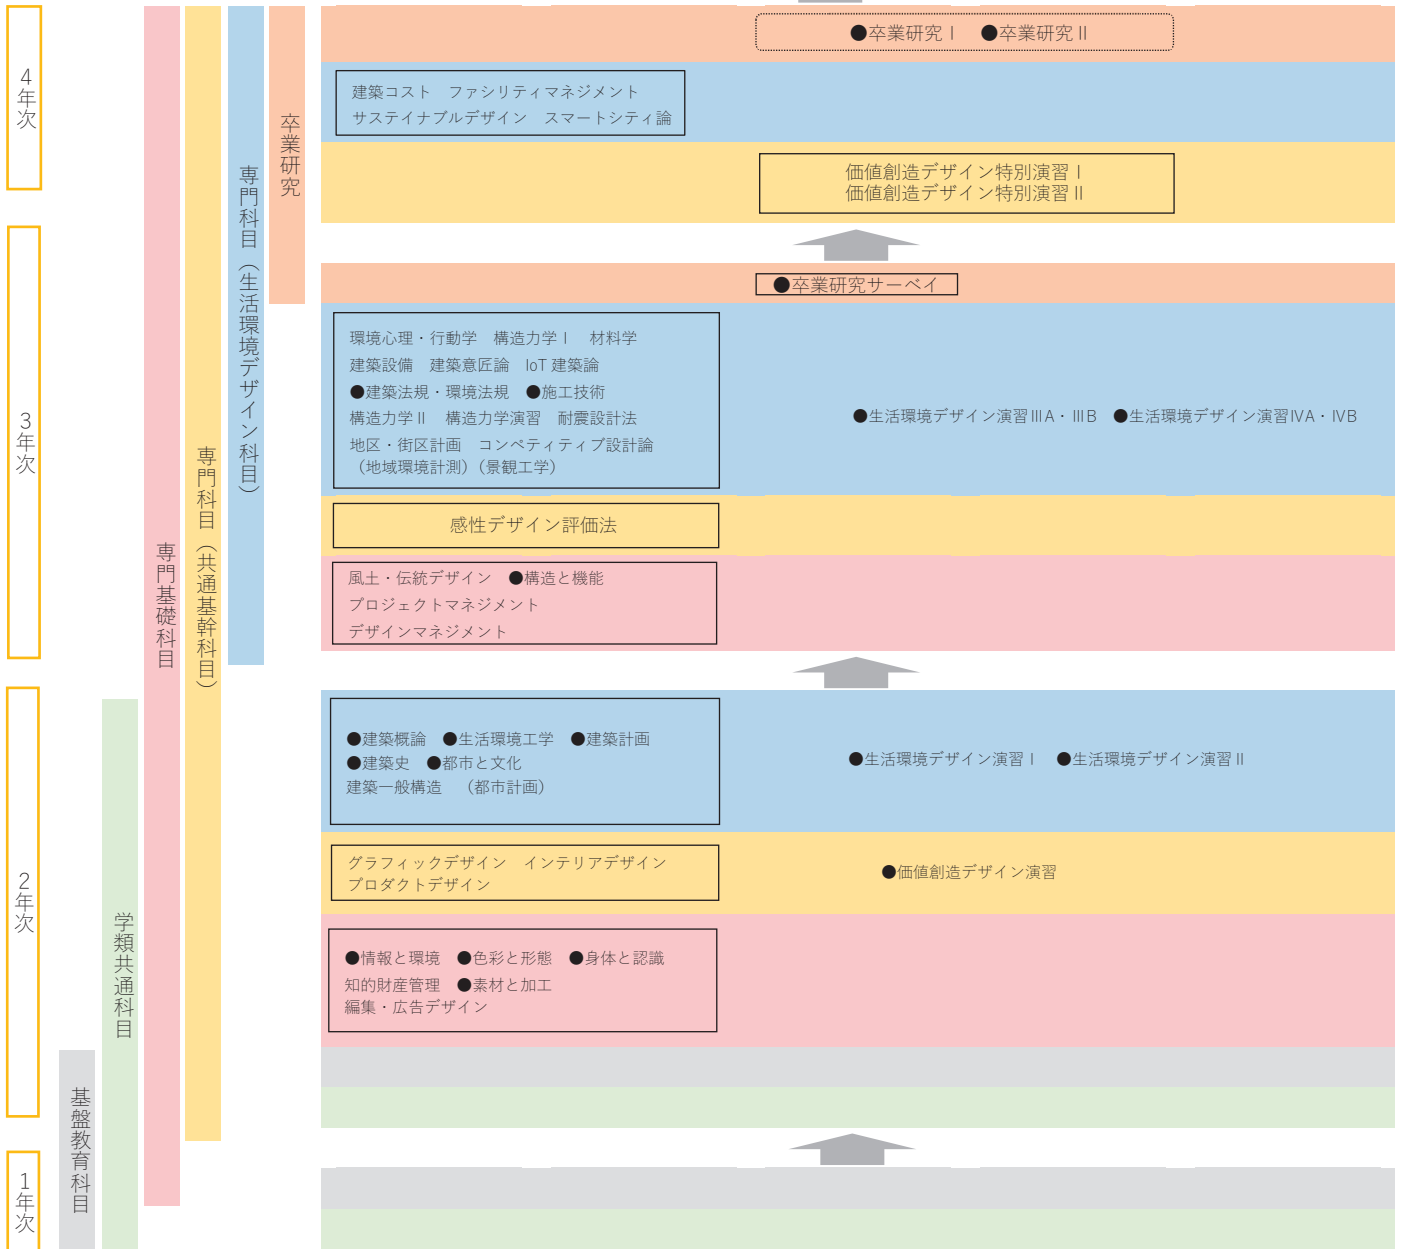 4年次
3年次
2年次
1年次
基盤教育科目
学類共通科目
専門基礎科目
専門科目（共通基幹科目）
専門科目（生活環境デザイン科目）
卒業研究
●卒業研究Ⅰ　●卒業研究Ⅱ
建築コスト　ファシリティマネジメント
サステイナブルデザイン　スマートシティ論
価値創造デザイン特別演習Ⅰ
価値創造デザイン特別演習Ⅱ
●卒業研究サーベイ
環境心理・行動学　構造力学Ⅰ　材料学
建築設備　建築意匠論　IoT 建築論
●建築法規・環境法規　●施工技術
構造力学Ⅱ　構造力学演習　耐震設計法
地区・街区計画　コンペティティブ設計論
（地域環境計測）（景観工学）
●生活環境デザイン演習ⅢA・ⅢB　●生活環境デザイン演習ⅣA・ⅣB
感性デザイン評価法
風土・伝統デザイン　●構造と機能
プロジェクトマネジメント
デザインマネジメント
●建築概論　●生活環境工学　●建築計画
●建築史　●都市と文化
建築一般構造　（都市計画）
●生活環境デザイン演習Ⅰ　●生活環境デザイン演習Ⅱ
グラフィックデザイン　インテリアデザイン
プロダクトデザイン
●価値創造デザイン演習
●情報と環境　●色彩と形態　●身体と認識
知的財産管理　●素材と加工
編集・広告デザイン